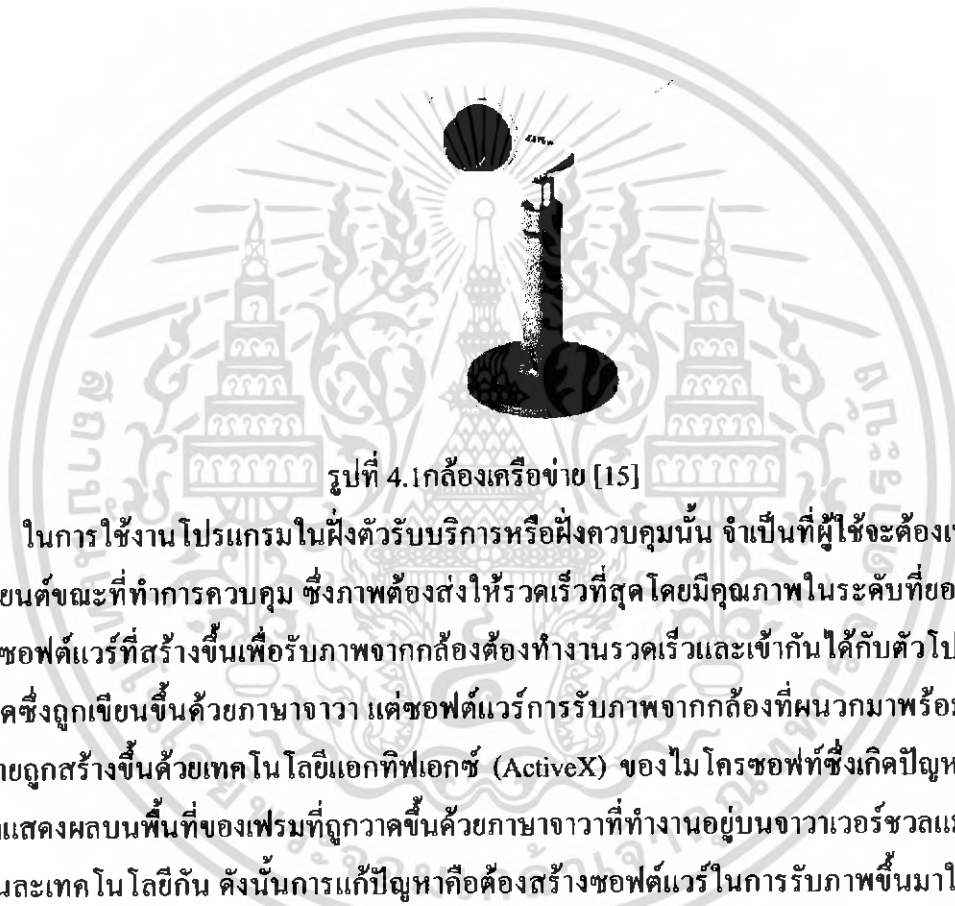 รูปที่ 4.1กล้องเครือข่าย [15]
ในการใช้งานโปรแกรมในฝั่งตัวรับบริการหรือฝั่งควบคุมนั้น จำเป็นที่ผู้ใช้จะต้องเ
ยนต์ขณะที่ทำการควบคุม ซึ่งภาพต้องส่งให้รวดเร็วที่สุดโดยมีคุณภาพในระดับที่ยอ
ซอฟต์แวร์ที่สร้างขึ้นเพื่อรับภาพจากกล้องต้องทำงานรวดเร็วและเข้ากันได้กับตัวโป
ดซึ่งถูกเขียนขึ้นด้วยภาษาจาวา แต่ซอฟต์แวร์การรับภาพจากกล้องที่ผนวกมาพร้อม
ายถูกสร้างขึ้นด้วยเทคโนโลยีแอกทิฟเอกซ์ (ActiveX) ของไมโครซอฟท์ซึ่งเกิดปัญห
าแสดงผลบนพื้นที่ของเฟรมที่ถูกวาดขึ้นด้วยภาษาจาวาที่ทำงานอยู่บนจาวาเวอร์ชวลแม
นละเทคโนโลยีกัน ดังนั้นการแก้ปัญหาคือต้องสร้างซอฟต์แวร์ในการรับภาพขึ้นมาใ